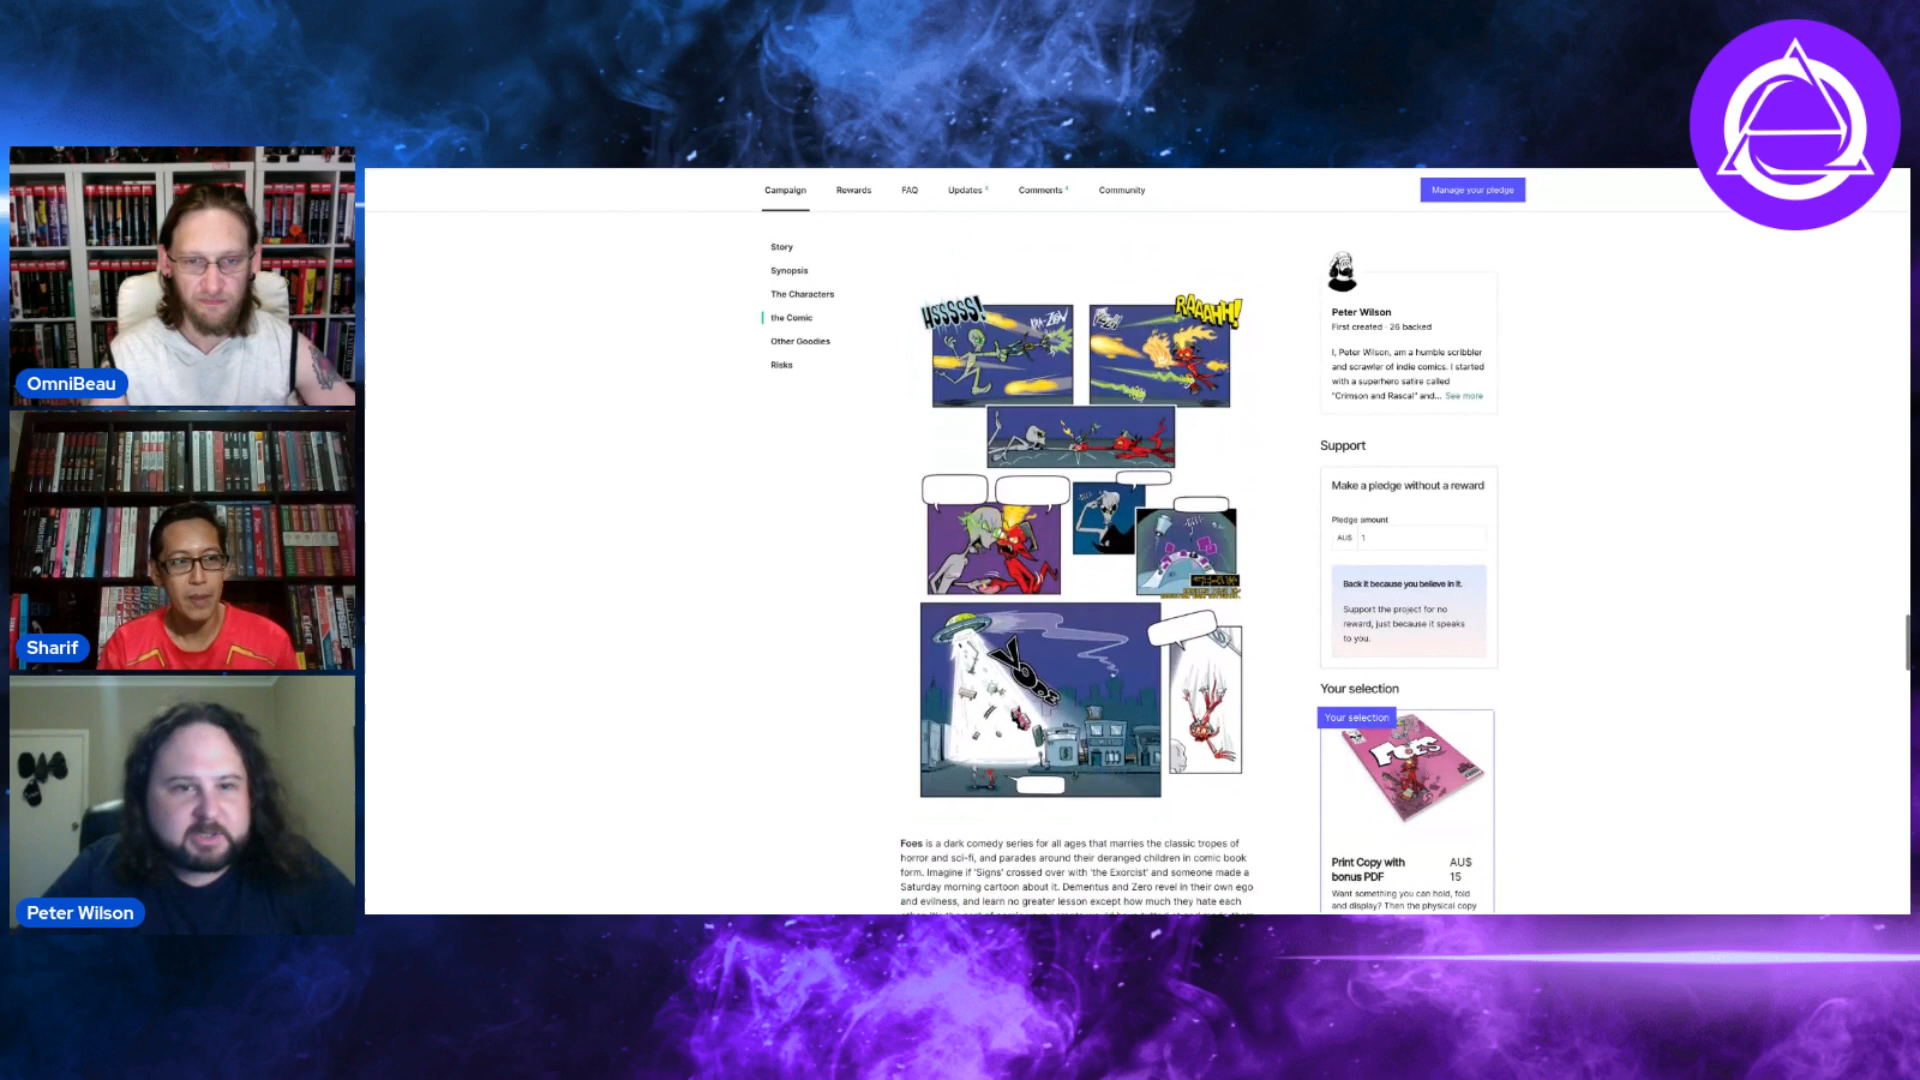 Campaign
Rewards
FAQ
Updates 4
Comments 4
Community
Manage your pledge
Story
Synopsis
The Characters
the Comic
Other Goodies
Risks
HSSSSS!
RAAAHH!
VOOP
Peter Wilson
First created · 26 backed
I, Peter Wilson, am a humble scribbler
and scrawler of indie comics. I started
with a superhero satire called
"Crimson and Rascal" and... See more
Support
Make a pledge without a reward
Pledge amount
AU$ 1
Back it because you believe in it.
Support the project for no
reward, just because it speaks
to you.
Your selection
Your selection
FOES
Print Copy with
bonus PDF
AU$
15
Want something you can hold, fold
and display? Then the physical copy
Foes is a dark comedy series for all ages that marries the classic tropes of
horror and sci-fi, and parades around their deranged children in comic book
form. Imagine if 'Signs' crossed over with 'the Exorcist' and someone made a
Saturday morning cartoon about it. Dementus and Zero revel in their own ego
and evilness, and learn no greater lesson except how much they hate each
OmniBeau
Sharif
Peter Wilson